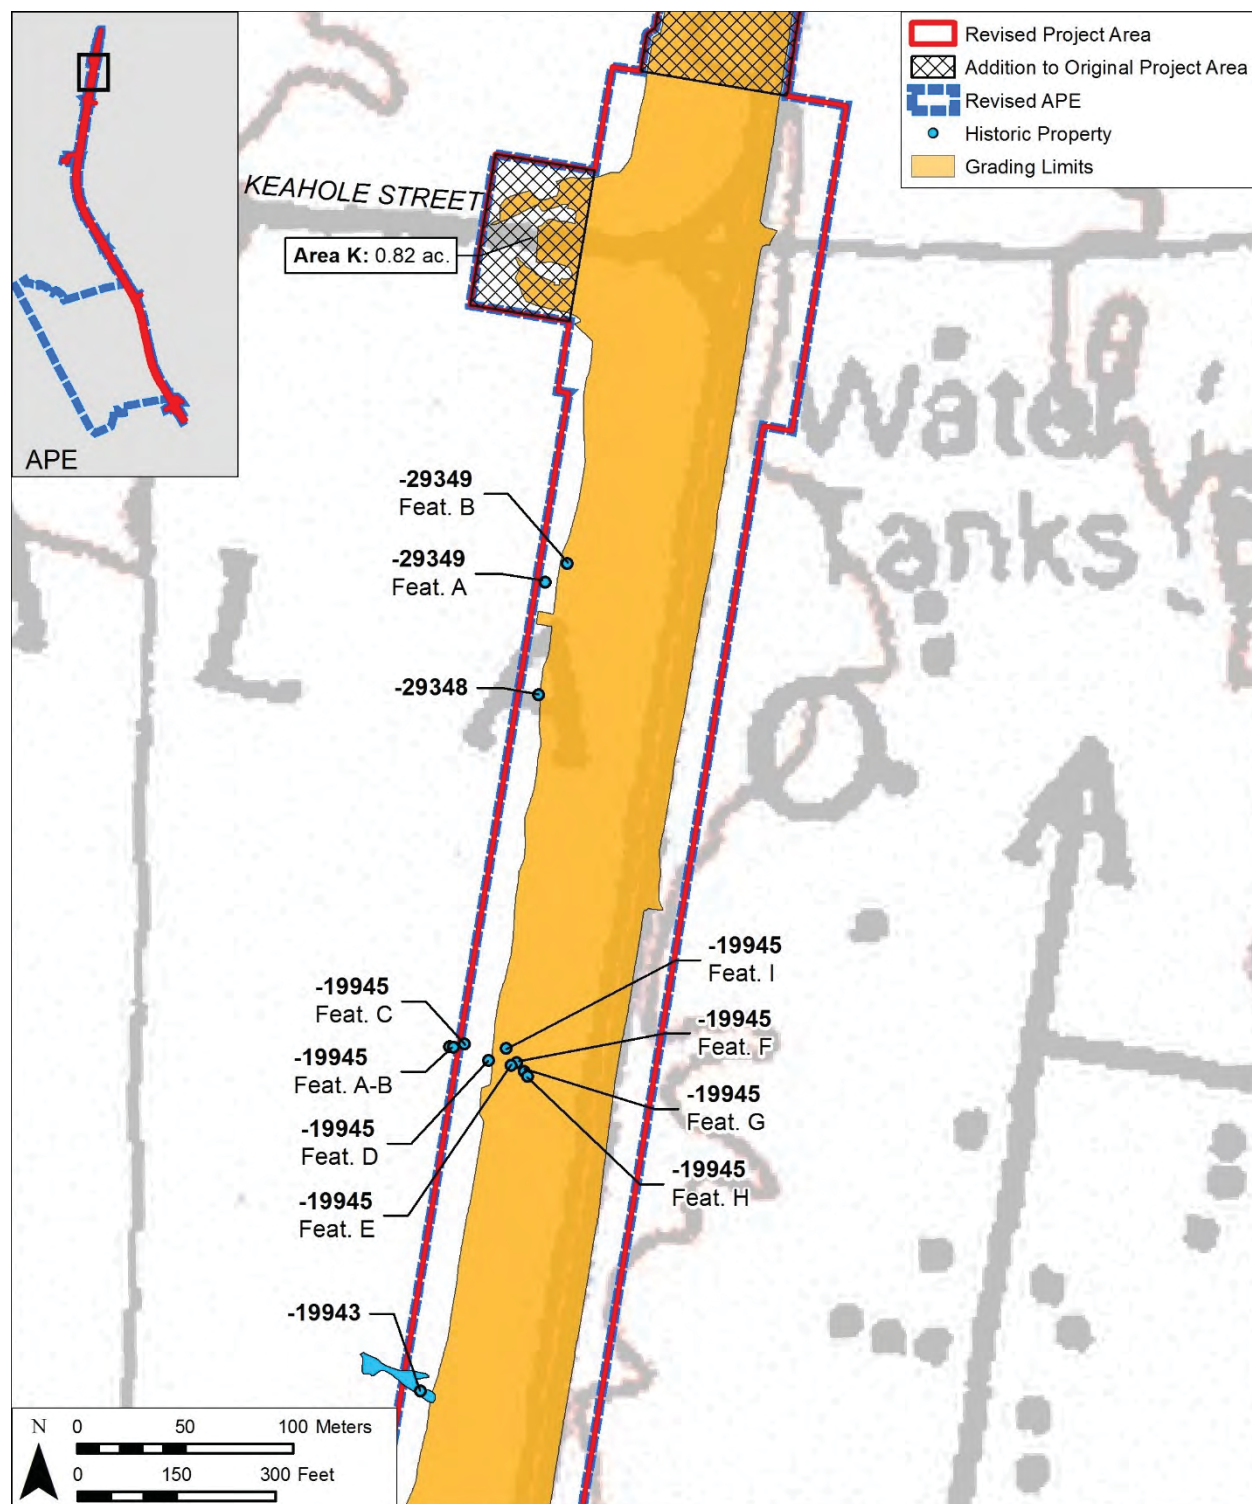 Revised Project Area
Addition to Original Project Area
Revised APE
Historic Property
Grading Limits
APE
KEAHOLE STREET
Area K: 0.82 ac.
Water
Tanks
-29349
Feat. B
-29349
Feat. A
L
A
-29348
-19945
Feat. I
-19945
Feat. C
-19945
Feat. F
-19945
Feat. A-B
-19945
Feat. G
-19945
Feat. D
-19945
Feat. H
-19945
Feat. E
-19943
N
0 50 100 Meters
0 150 300 Feet